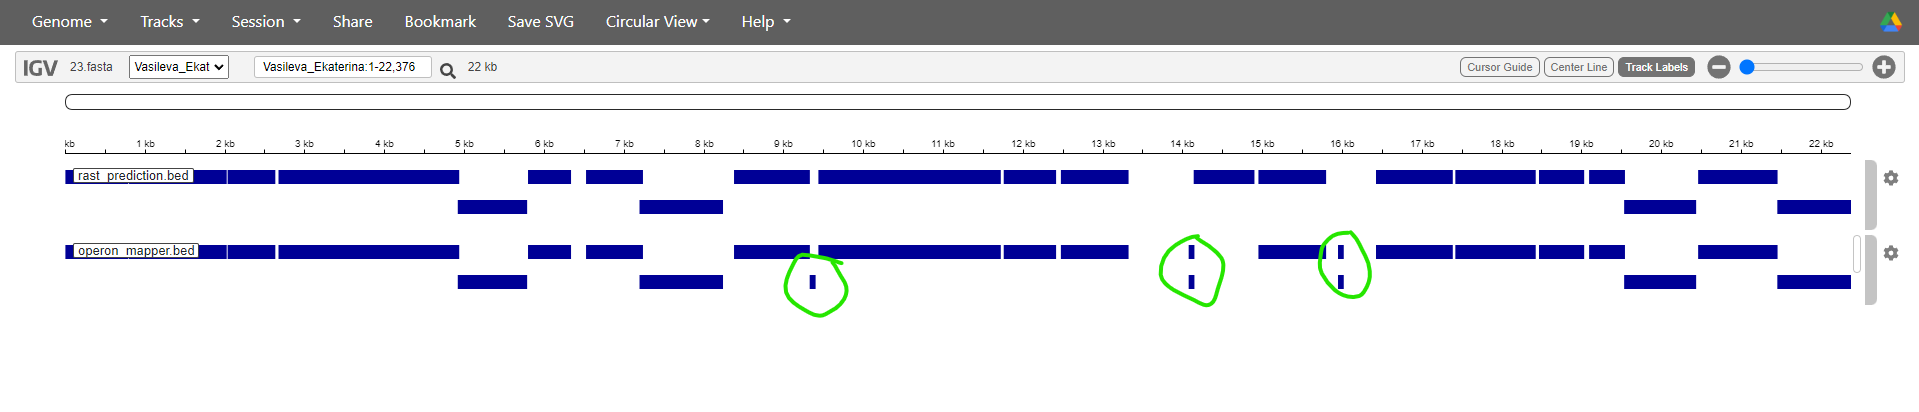 Genome Tracks Session Share Bookmark Save SVG Circular View Help
IGV 23.fasta Vasileva_Ekat Vasileva_Ekaterina:1-22,376 22 kb Cursor Guide Center Line Track Labels
kb 1 kb 2 kb 3 kb 4 kb 5 kb 6 kb 7 kb 8 kb 9 kb 10 kb 11 kb 12 kb 13 kb 14 kb 15 kb 16 kb 17 kb 18 kb 19 kb 20 kb 21 kb 22 kb
rast_prediction.bed
operon_mapper.bed